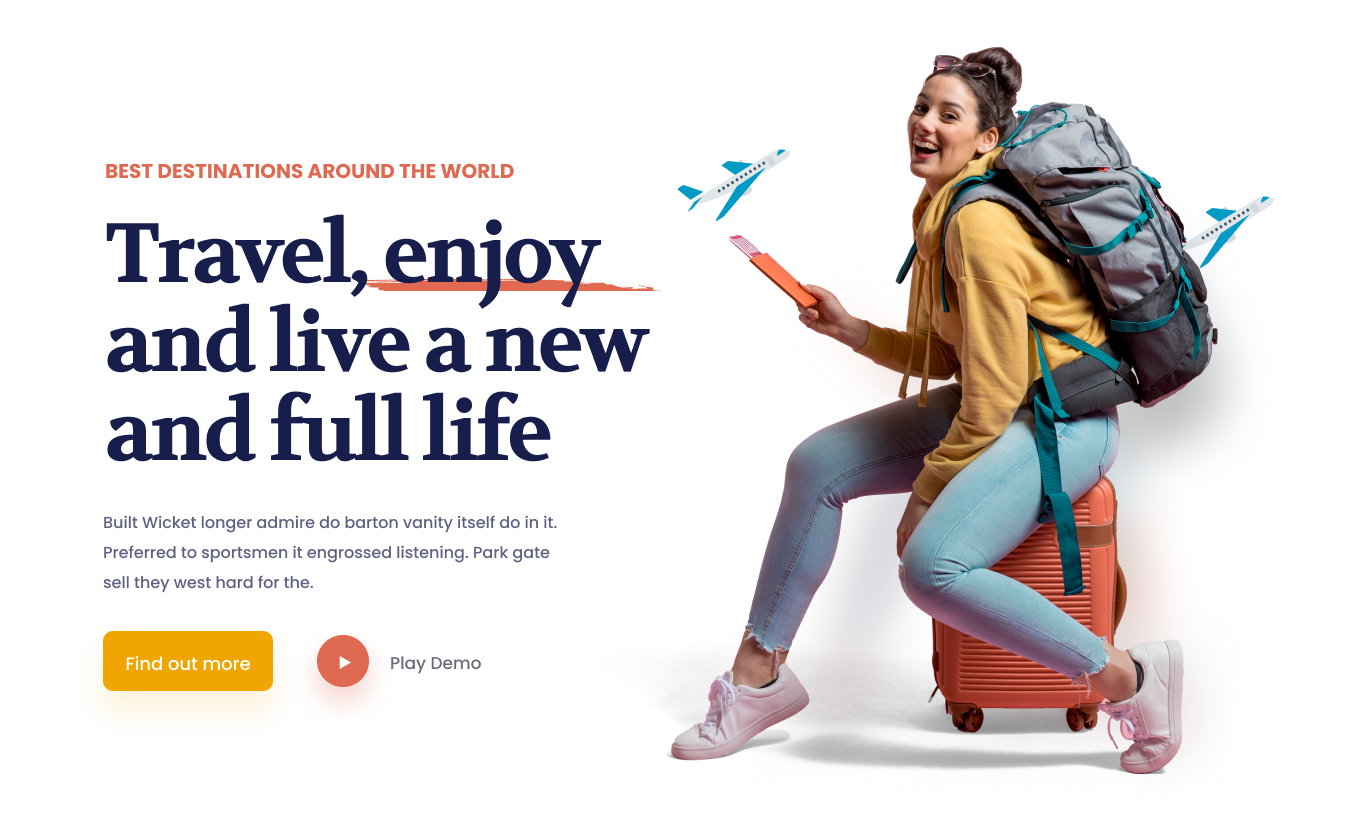 BEST DESTINATIONS AROUND THE WORLD
Travel, enjoy
and live a new
and full life
Built Wicket longer admire do barton vanity itself do in it.
Preferred to sportsmen it engrossed listening. Park gate
sell they west hard for the.
Find out more
Play Demo